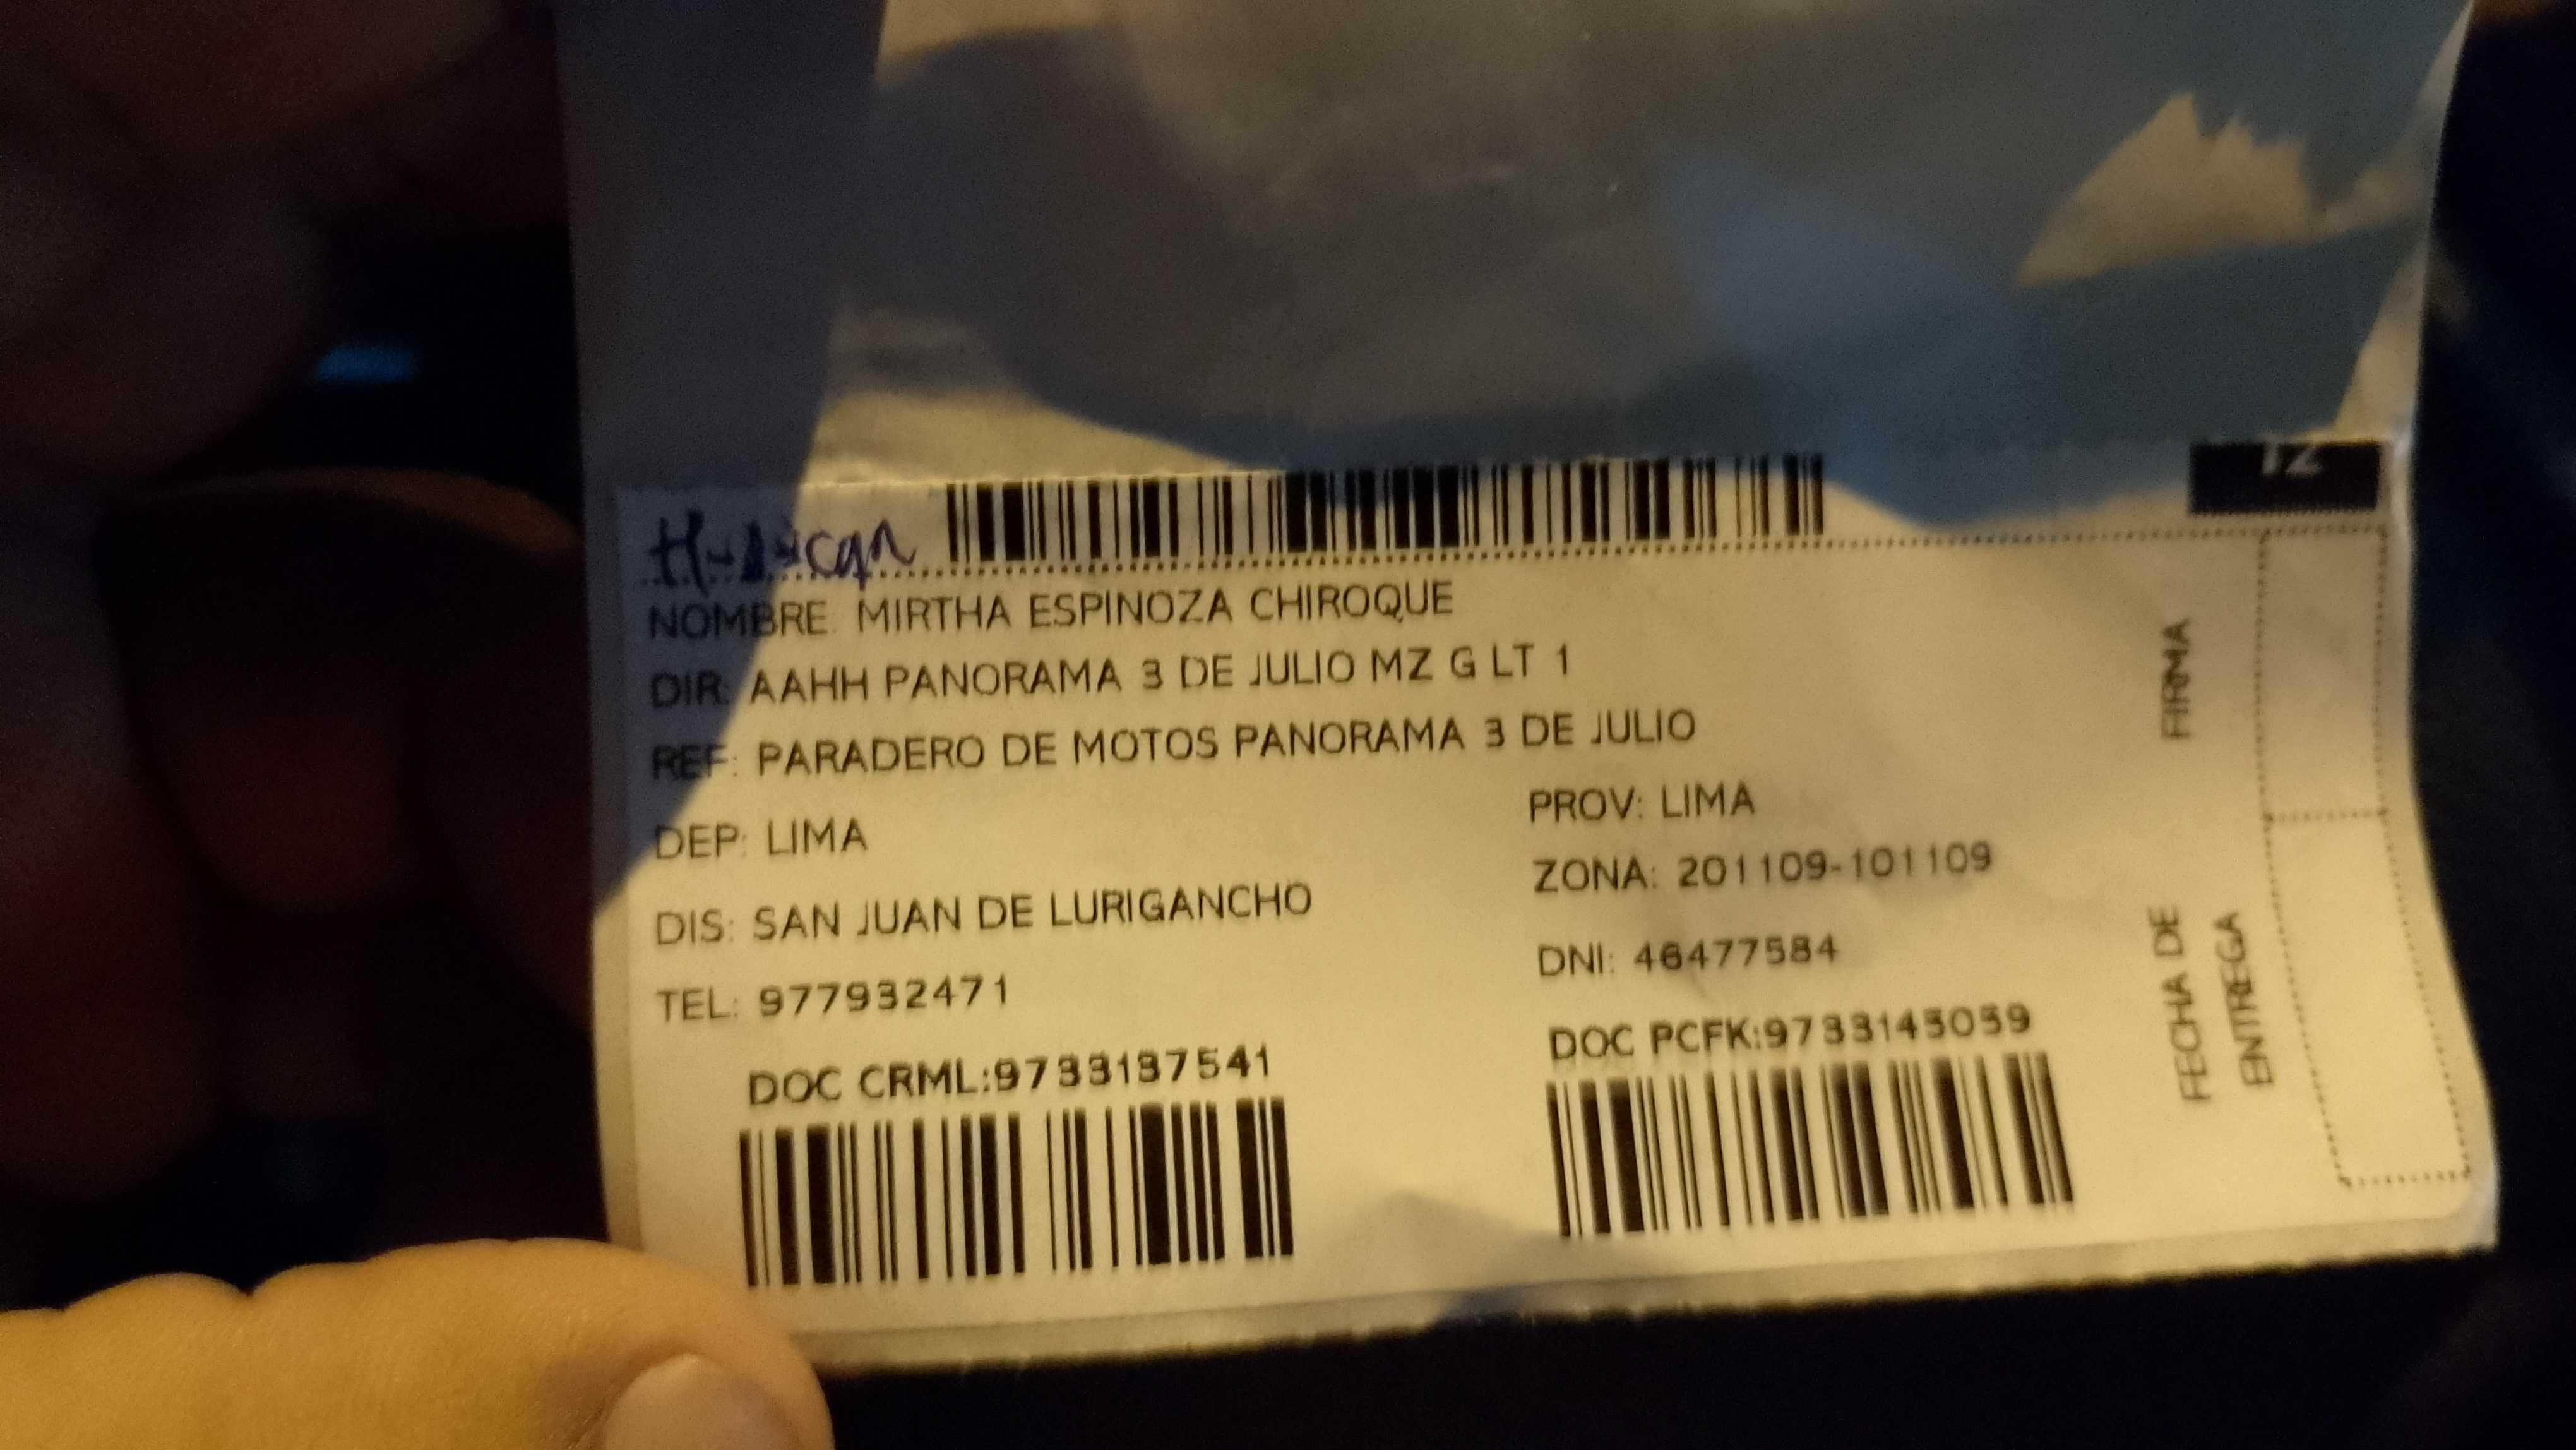 NOMBRE: MIRTHA ESPINOZA CHIROQUE
DIR: AAHH PANORAMA 3 DE JULIO MZ G LT 1
REF: PARADERO DE MOTOS PANORAMA 3 DE JULIO
DEP: LIMA
PROV: LIMA
ZONA: 201109-101109
DIS: SAN JUAN DE LURIGANCHO
DNI: 46477584
TEL: 977932471
DOC CRML:9733137541
DOC PCFK:9733145059
FIRMA
FECHA DE
ENTREGA